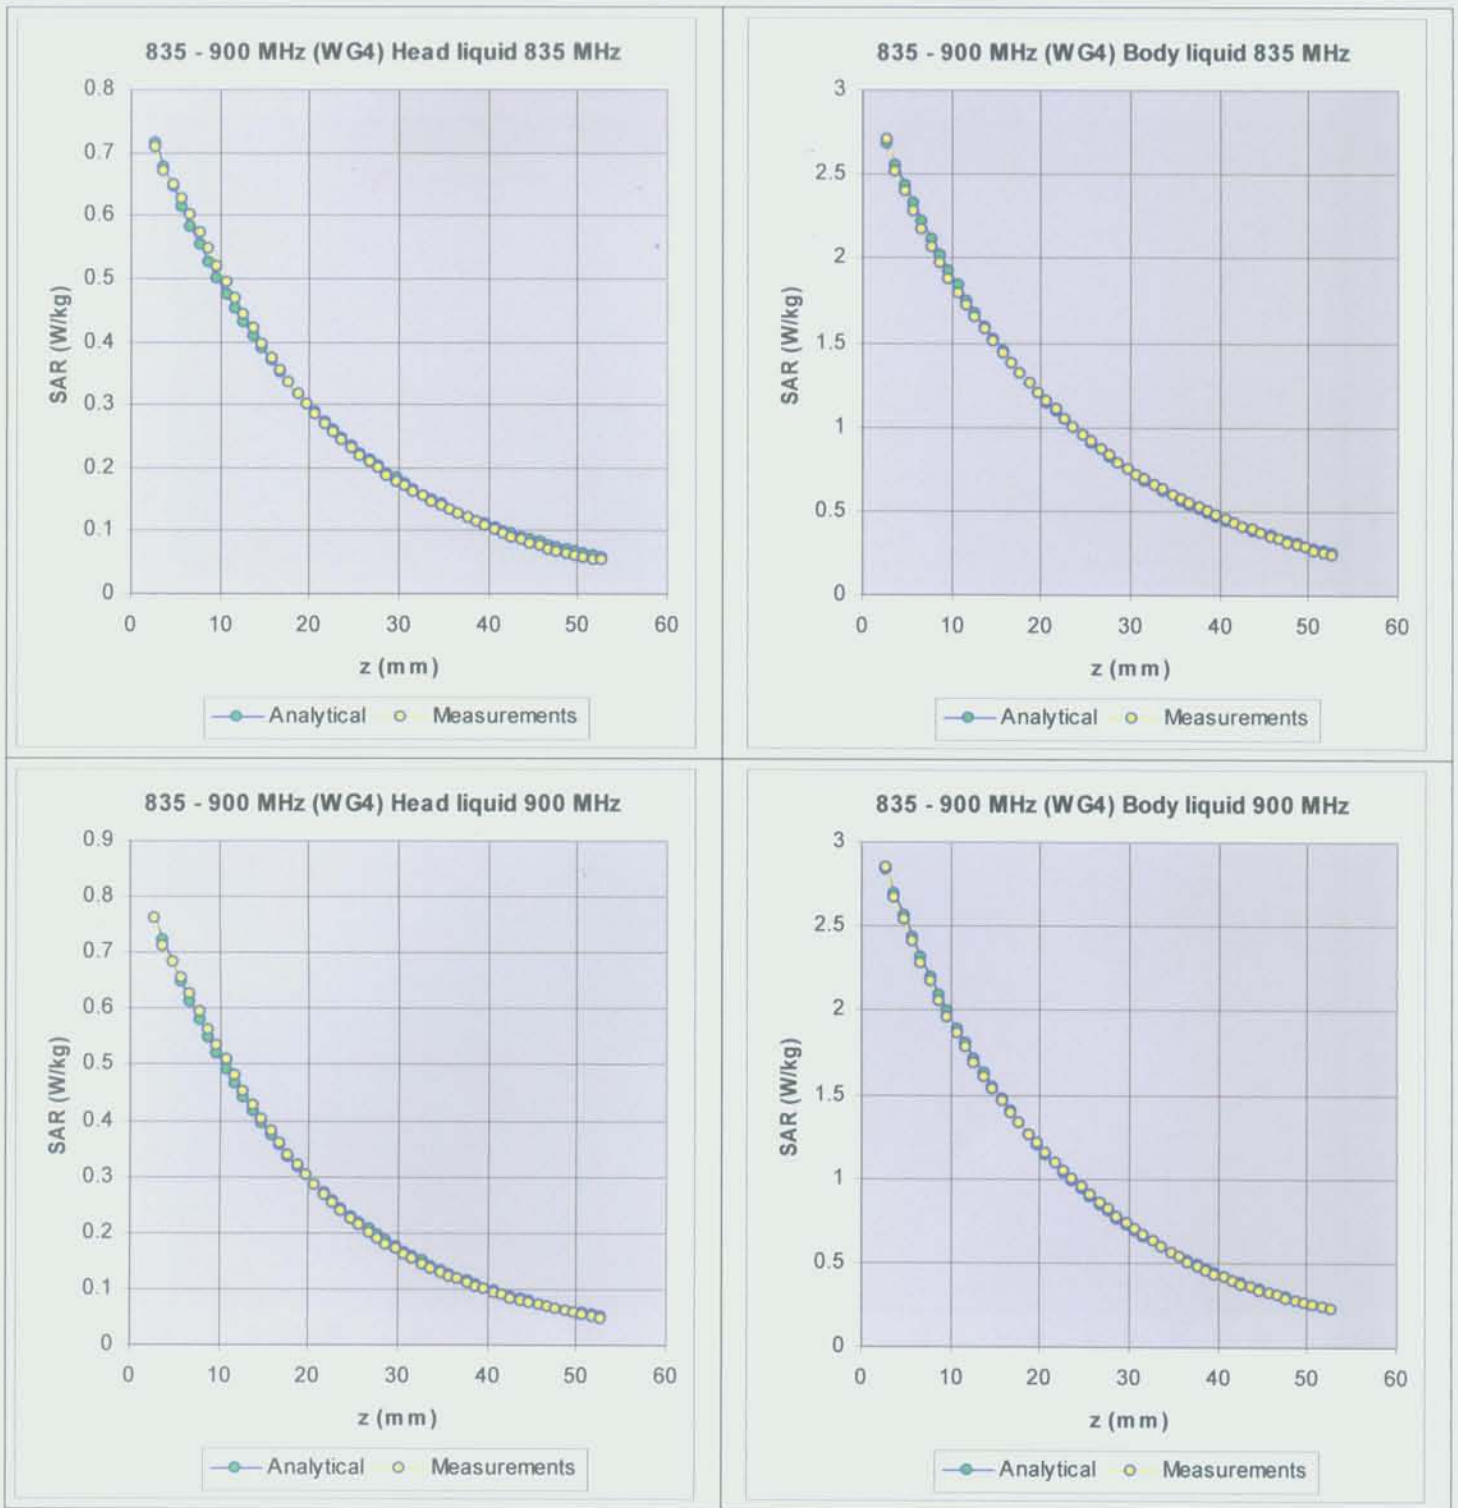 835 - 900 MHz (WG4) Head liquid 835 MHz
0.8
0.7
0.6
0.5
0.4
0.3
0.2
0.1
0
SAR (W/kg)
0 10 20 30 40 50 60
z (mm)
Analytical Measurements
835 - 900 MHz (WG4) Body liquid 835 MHz
3
2.5
2
1.5
1
0.5
0
SAR (W/kg)
0 10 20 30 40 50 60
z (mm)
Analytical Measurements
835 - 900 MHz (WG4) Head liquid 900 MHz
0.9
0.8
0.7
0.6
0.5
0.4
0.3
0.2
0.1
0
SAR (W/kg)
0 10 20 30 40 50 60
z (mm)
Analytical Measurements
835 - 900 MHz (WG4) Body liquid 900 MHz
3
2.5
2
1.5
1
0.5
0
SAR (W/kg)
0 10 20 30 40 50 60
z (mm)
Analytical Measurements